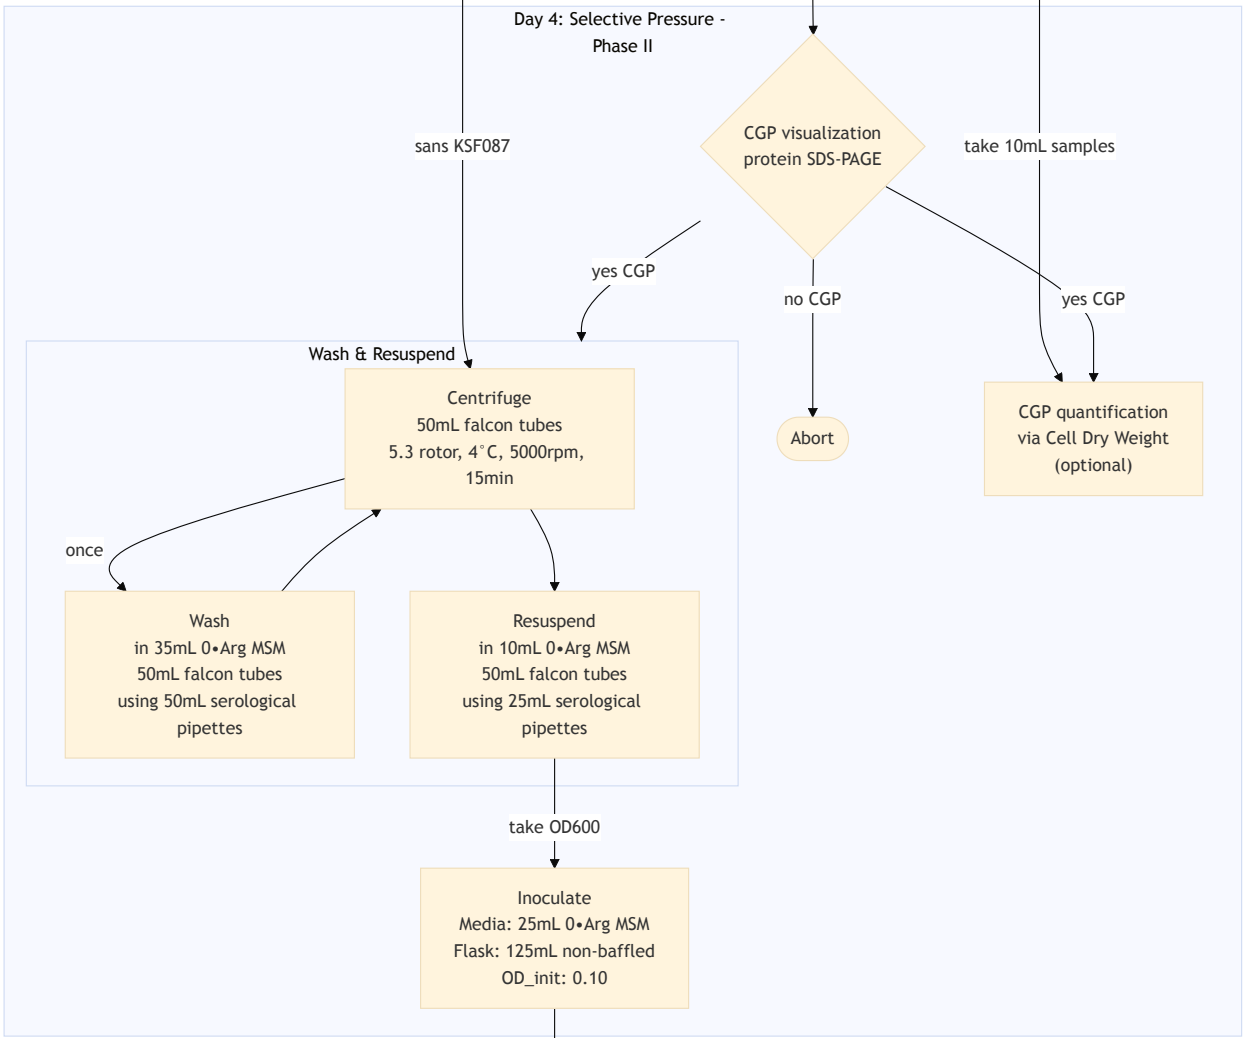 Day 4: Selective Pressure -
Phase II
CGP visualization
protein SDS-PAGE
sans KSF087
take 10mL samples
yes CGP
no CGP
yes CGP
Wash & Resuspend
Centrifuge
50mL falcon tubes
5.3 rotor, 4°C, 5000rpm,
15min
Abort
CGP quantification
via Cell Dry Weight
(optional)
once
Wash
in 35mL 0•Arg MSM
50mL falcon tubes
using 50mL serological
pipettes
Resuspend
in 10mL 0•Arg MSM
50mL falcon tubes
using 25mL serological
pipettes
take OD600
Inoculate
Media: 25mL 0•Arg MSM
Flask: 125mL non-baffled
OD_init: 0.10